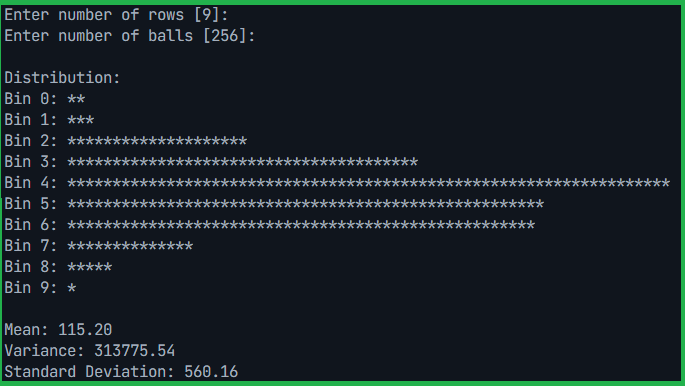 Enter number of rows [9]:
Enter number of balls [256]:
Distribution:
Bin 0: **
Bin 1: ***
Bin 2: ********************
Bin 3: ***************************************
Bin 4: *******************************************************************
Bin 5: *****************************************************
Bin 6: ****************************************************
Bin 7: **************
Bin 8: *****
Bin 9: *
Mean: 115.20
Variance: 313775.54
Standard Deviation: 560.16